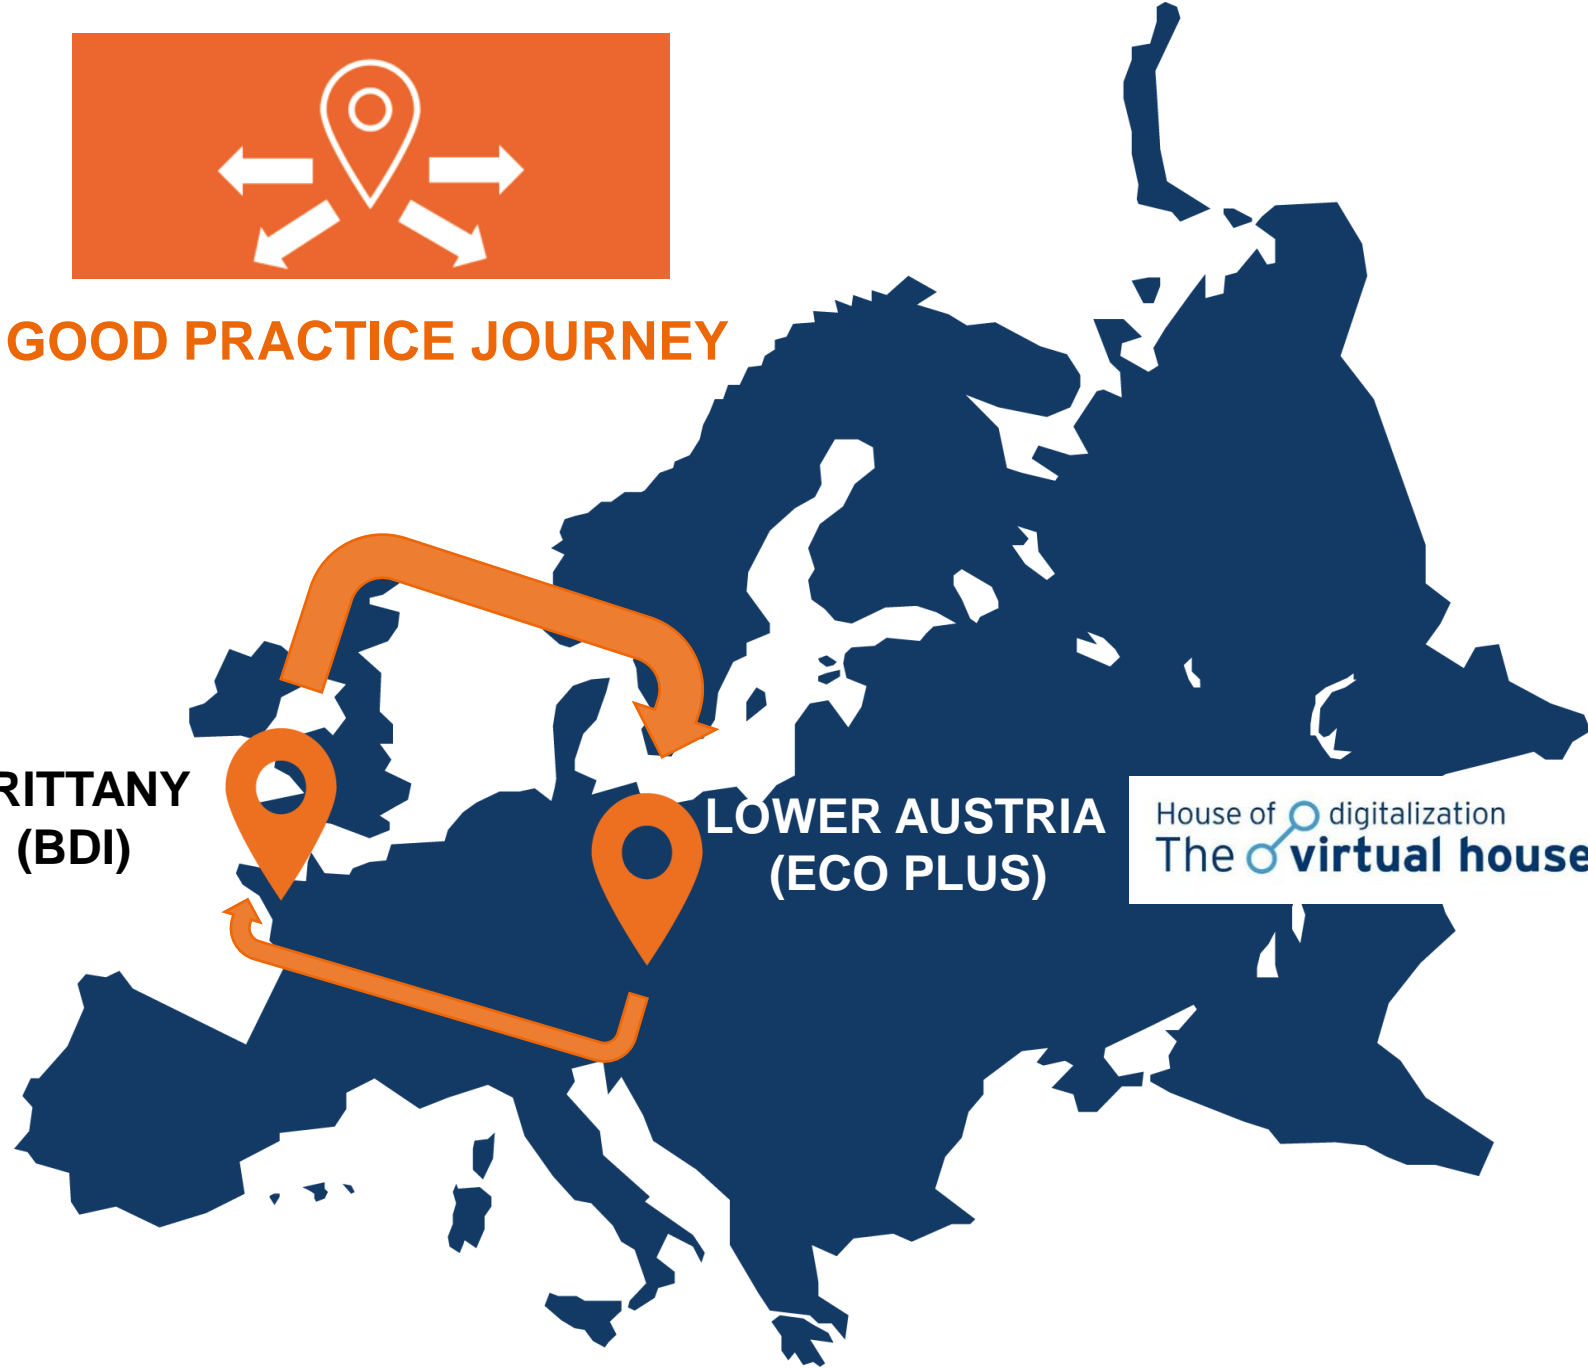 GOOD PRACTICE JOURNEY
RITTANY
(BDI)
LOWER AUSTRIA
(ECO PLUS)
House of digitalization
The virtual house